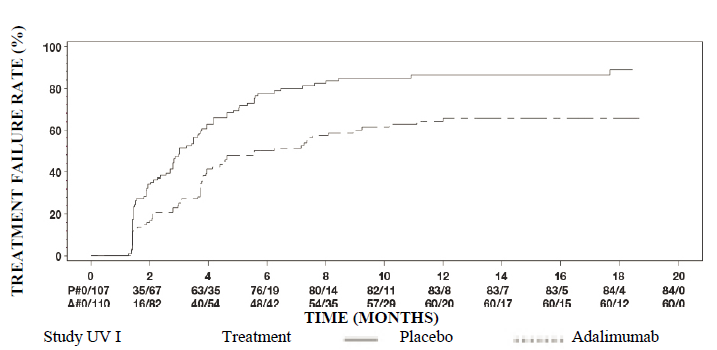 TREATMENT FAILURE RATE (%)
100
80
60
40
20
0
0 2 4 6 8 10 12 14 16 18 20
P#0/107 35/67 63/35 76/19 80/14 82/11 83/8 83/7 83/5 84/4 84/0
A#0/110 16/82 40/54 48/42 54/35 57/29 60/20 60/17 60/15 60/12 60/0
TIME (MONTHS)
Study UV I Treatment Placebo Adalimumab